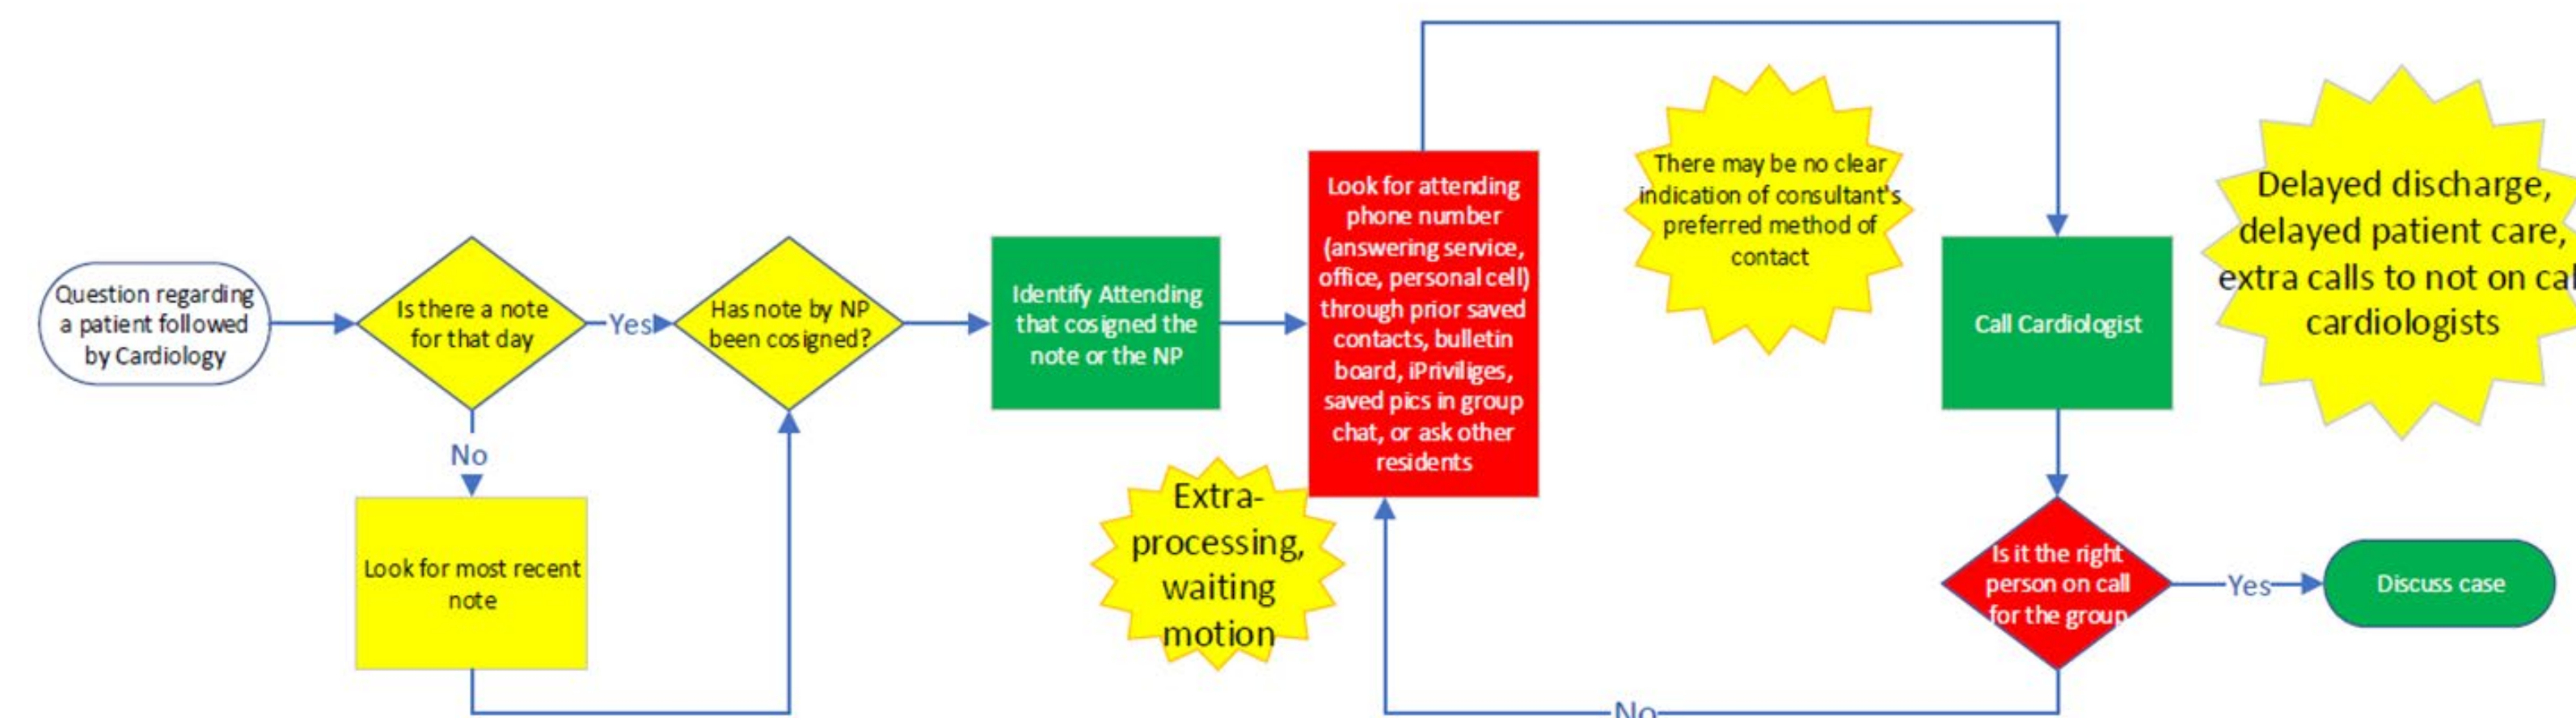 Question regarding
a patient followed
by Cardiology
Is there a note
for that day
Yes
Has note by NP
been cosigned?
No
Look for most recent
note
Identify Attending
that cosigned the
note or the NP
Look for attending
phone number
(answering service,
office, personal cell)
through prior saved
contacts, bulletin
board, iPriviliges,
saved pics in group
chat, or ask other
residents
Extra-
processing,
waiting
motion
There may be no clear
indication of consultant's
preferred method of
contact
Call Cardiologist
Delayed discharge,
delayed patient care,
extra calls to not on cal
cardiologists
Is it the right
person on call
for the group
Yes
Discuss case
No